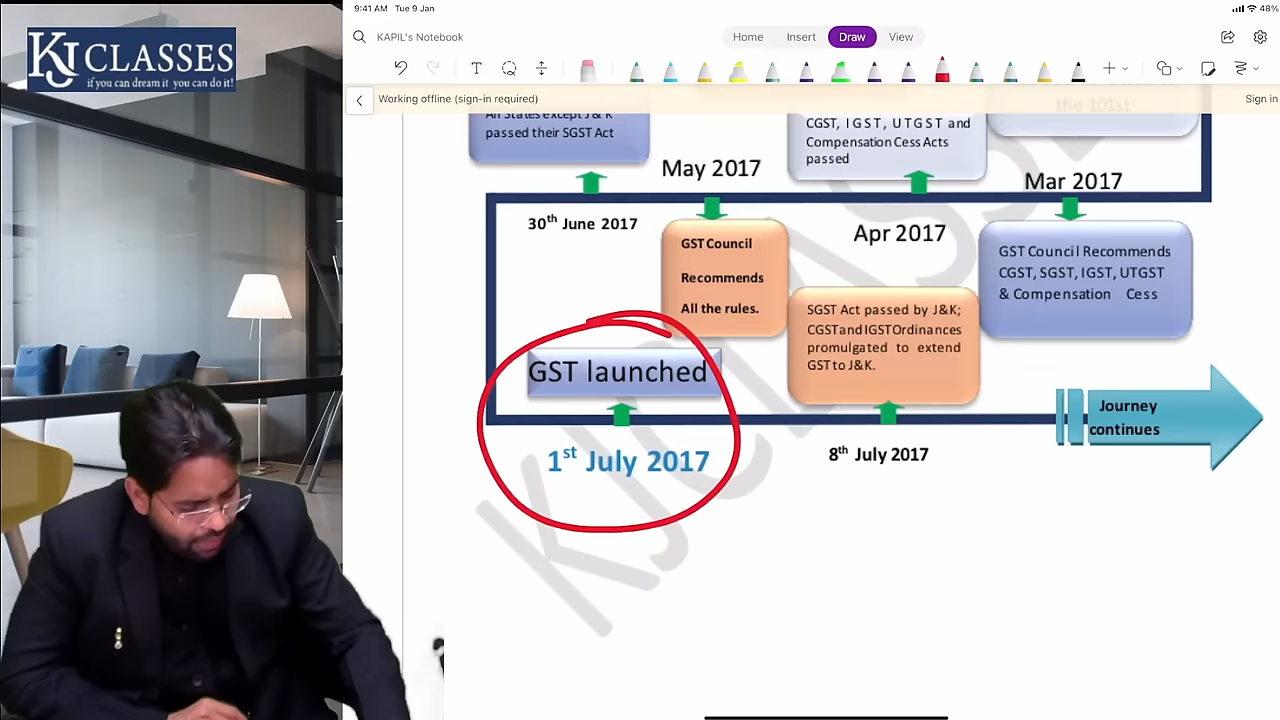 KJ CLASSES
if you can dream it you can do it!
9:41 AM Tue 9 Jan
48%
KAPIL's Notebook
Home
Insert
Draw
View
Working offline (sign-in required)
Sign in
the 101st
All States except J & K
passed their SGST Act
CGST, IGST, UTGST and
Compensation Cess Acts
passed
May 2017
Mar 2017
30th June 2017
Apr 2017
GST Council
Recommends
All the rules.
GST Council Recommends
CGST, SGST, IGST, UTGST
& Compensation Cess
SGST Act passed by J&K;
CGST and IGST Ordinances
promulgated to extend
GST to J&K.
GST launched
Journey
continues
1st July 2017
8th July 2017
KJ CLASSES